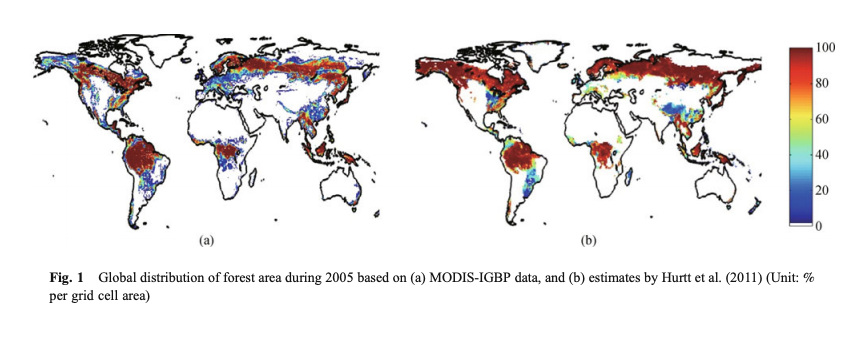 100
80
60
40
20
0
(a)
(b)
Fig. 1 Global distribution of forest area during 2005 based on (a) MODIS-IGBP data, and (b) estimates by Hurtt et al. (2011) (Unit: %
per grid cell area)